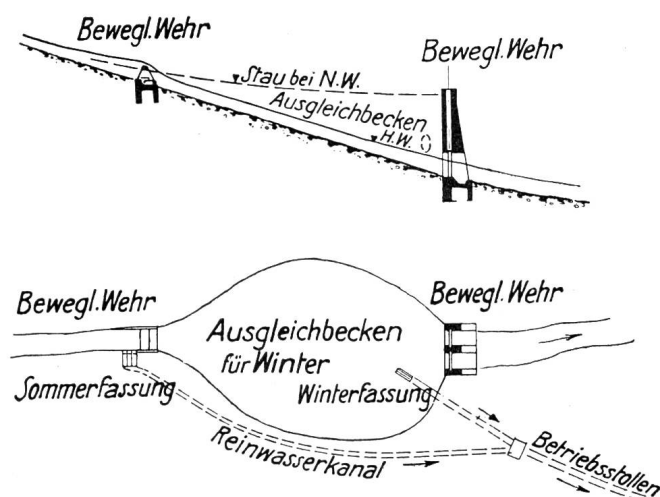 Bewegl. Wehr
Bewegl. Wehr
Stau bei N.W.
Ausgleichbecken
H.W.
Bewegl. Wehr
Bewegl. Wehr
Ausgleichbecken
für Winter
Winterfassung
Sommerfassung
Reinwasserkanal
Betriebsstollen